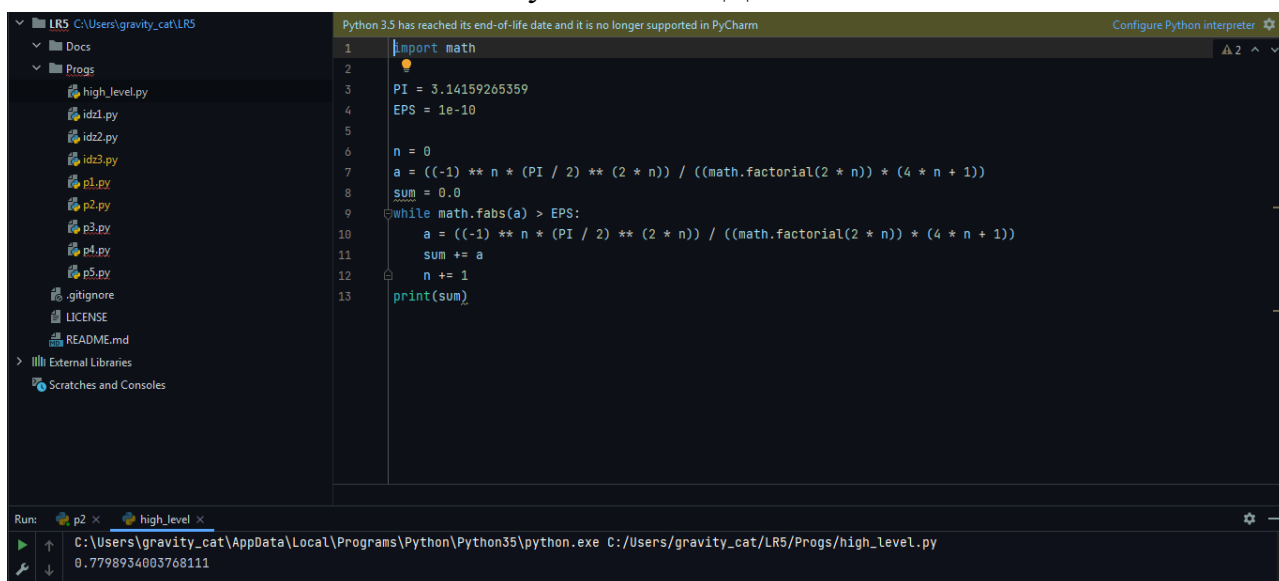 LR5 C:\Users\gravity_cat\LR5
Docs
Progs
high_level.py
idz1.py
idz2.py
idz3.py
p1.py
p2.py
p3.py
p4.py
p5.py
.gitignore
LICENSE
README.md
External Libraries
Scratches and Consoles
Python 3.5 has reached its end-of-life date and it is no longer supported in PyCharm
Configure Python interpreter
2
1 import math
2
3 PI = 3.14159265359
4 EPS = 1e-10
5
6 n = 0
7 a = ((-1) ** n * (PI / 2) ** (2 * n)) / ((math.factorial(2 * n)) * (4 * n + 1))
8 sum = 0.0
9 while math.fabs(a) > EPS:
10 a = ((-1) ** n * (PI / 2) ** (2 * n)) / ((math.factorial(2 * n)) * (4 * n + 1))
11 sum += a
12 n += 1
13 print(sum)
Run: p2 high_level
C:\Users\gravity_cat\AppData\Local\Programs\Python\Python35\python.exe C:/Users/gravity_cat/LR5/Progs/high_level.py
0.7798934003768111